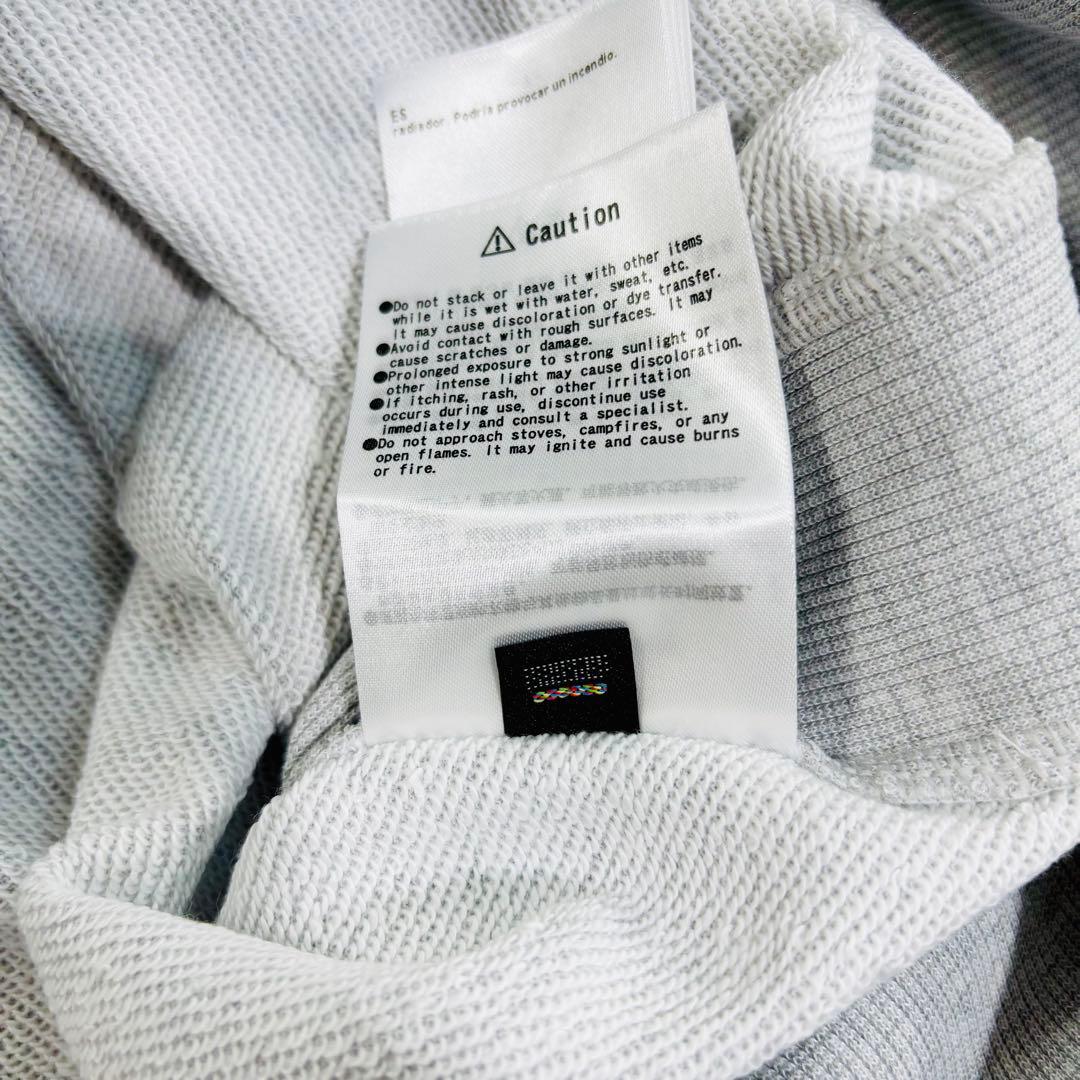 ES
radiador. Podría provocar un incendio.
⚠ Caution
●Do not stack or leave it with other items
while it is wet with water, sweat, etc.
It may cause discoloration or dye transfer.
●Avoid contact with rough surfaces. It may
cause scratches or damage.
●Prolonged exposure to strong sunlight or
other intense light may cause discoloration.
●If itching, rash, or other irritation
occurs during use, discontinue use
immediately and consult a specialist.
●Do not approach stoves, campfires, or any
open flames. It may ignite and cause burns
or fire.